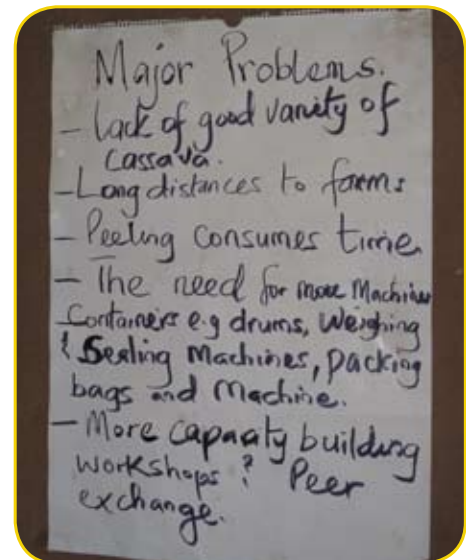 Major Problems.
- Lack of good variety of
Cassava.
- Long distances to farms
- Peeling consumes time
- The need for more Machines
Containers e.g drums, Weighing
& Sealing Machines, packing
bags and Machine.
- More capacity building
workshops & Peer
exchange.